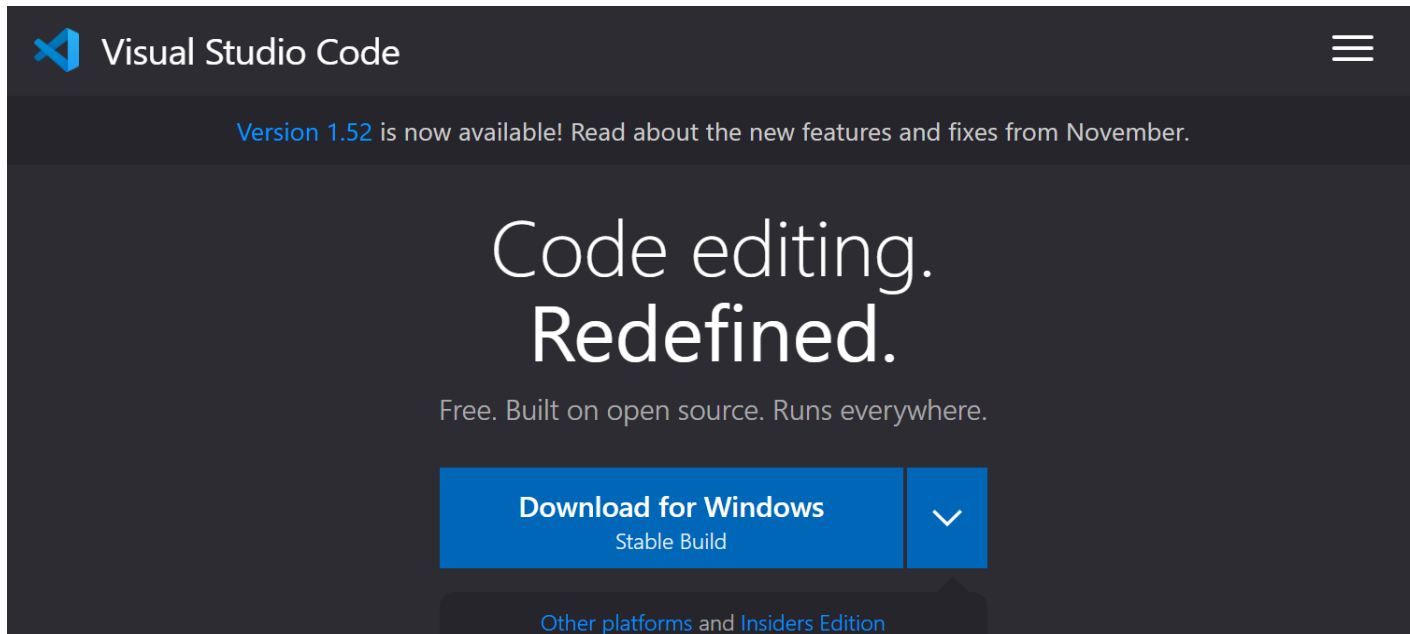 Visual Studio Code
Version 1.52 is now available! Read about the new features and fixes from November.
Code editing.
Redefined.
Free. Built on open source. Runs everywhere.
Download for Windows
Stable Build
Other platforms and Insiders Edition